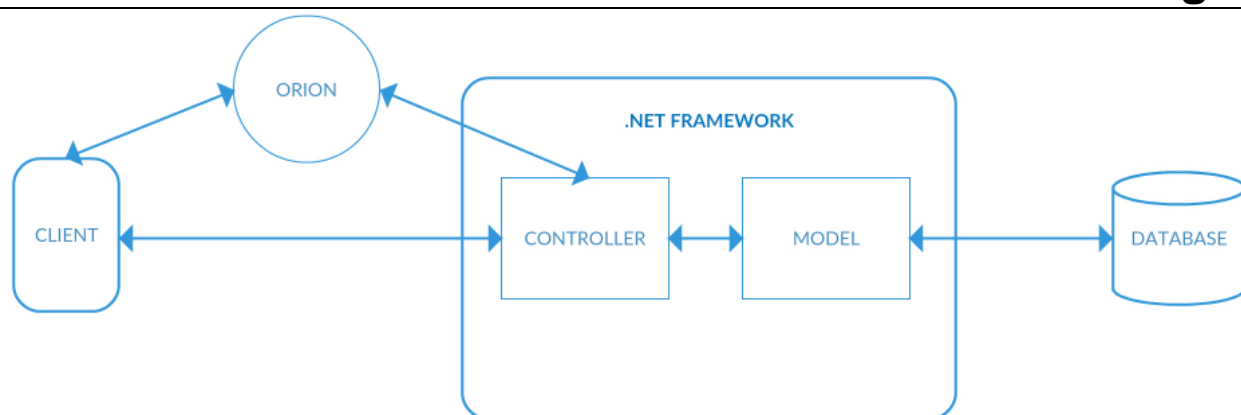 ORION
.NET FRAMEWORK
CLIENT
CONTROLLER
MODEL
DATABASE